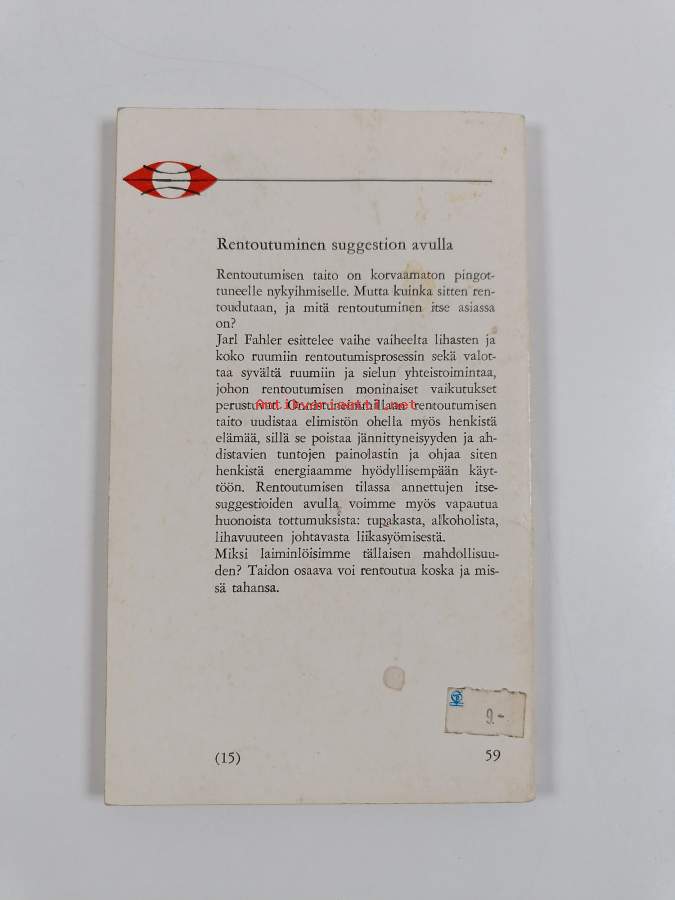 Rentoutuminen suggestion avulla
Rentoutumisen taito on korvaamaton pingot-
tuneelle nykyihmiselle. Mutta kuinka sitten ren-
toudutaan, ja mitä rentoutuminen itse asiassa
on?
Jarl Fahler esittelee vaihe vaiheelta lihasten ja
koko ruumiin rentoutumisprosessin sekä valot-
taa syvältä ruumiin ja sielun yhteistoimintaa,
johon rentoutumisen moninaiset vaikutukset
perustuvat. Onnistuneimmillaan rentoutumisen
Antikvariaatti.net
taito uudistaa elimistön ohella myös henkistä
elämää, sillä se poistaa jännittyneisyyden ja ah-
distavien tuntojen painolastin ja ohjaa siten
henkistä energiaamme hyödyllisempään käyt-
töön. Rentoutumisen tilassa annettujen itse-
suggestioiden avulla voimme myös vapautua
huonoista tottumuksista: tupakasta, alkoholista,
lihavuuteen johtavasta liikasyömisestä.
Miksi laiminlöisimme tällaisen mahdollisuu-
den? Taidon osaava voi rentoutua koska ja mis-
sä tahansa.
9.-
(15)
59